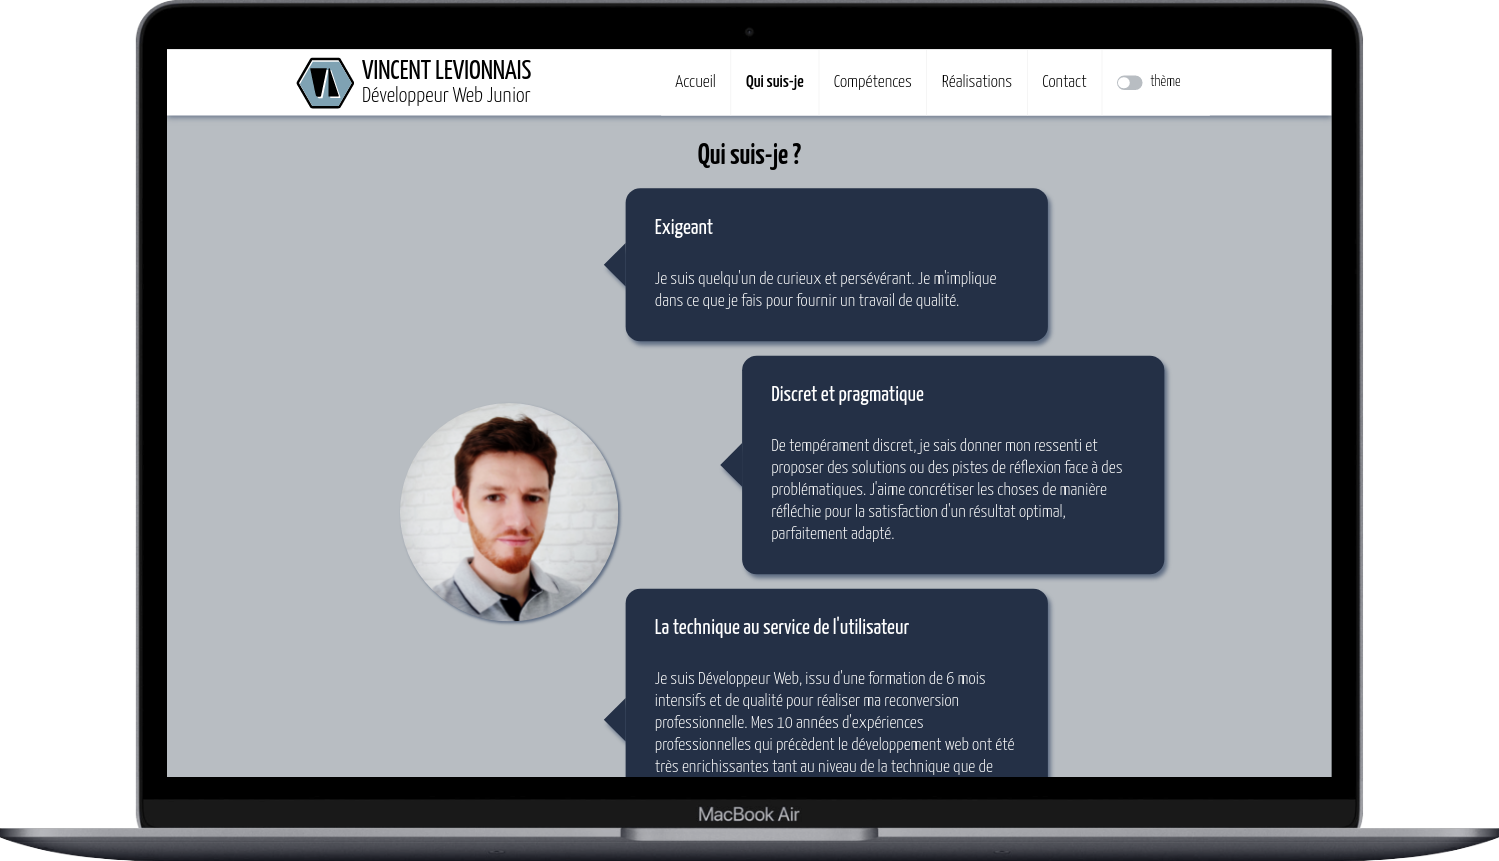 VINCENT LEVIONNAIS
Développeur Web Junior
Accueil
Qui suis-je
Compétences
Réalisations
Contact
thème
Qui suis-je ?
Exigeant
Je suis quelqu'un de curieux et persévérant. Je m'implique
dans ce que je fais pour fournir un travail de qualité.
Discret et pragmatique
De tempérament discret, je sais donner mon ressenti et
proposer des solutions ou des pistes de réflexion face à des
problématiques. J'aime concrétiser les choses de manière
réfléchie pour la satisfaction d'un résultat optimal,
parfaitement adapté.
La technique au service de l'utilisateur
Je suis Développeur Web, issu d'une formation de 6 mois
intensifs et de qualité pour réaliser ma reconversion
professionnelle. Mes 10 années d'expériences
professionnelles qui précèdent le développement web ont été
très enrichissantes tant au niveau de la technique que de
MacBook Air